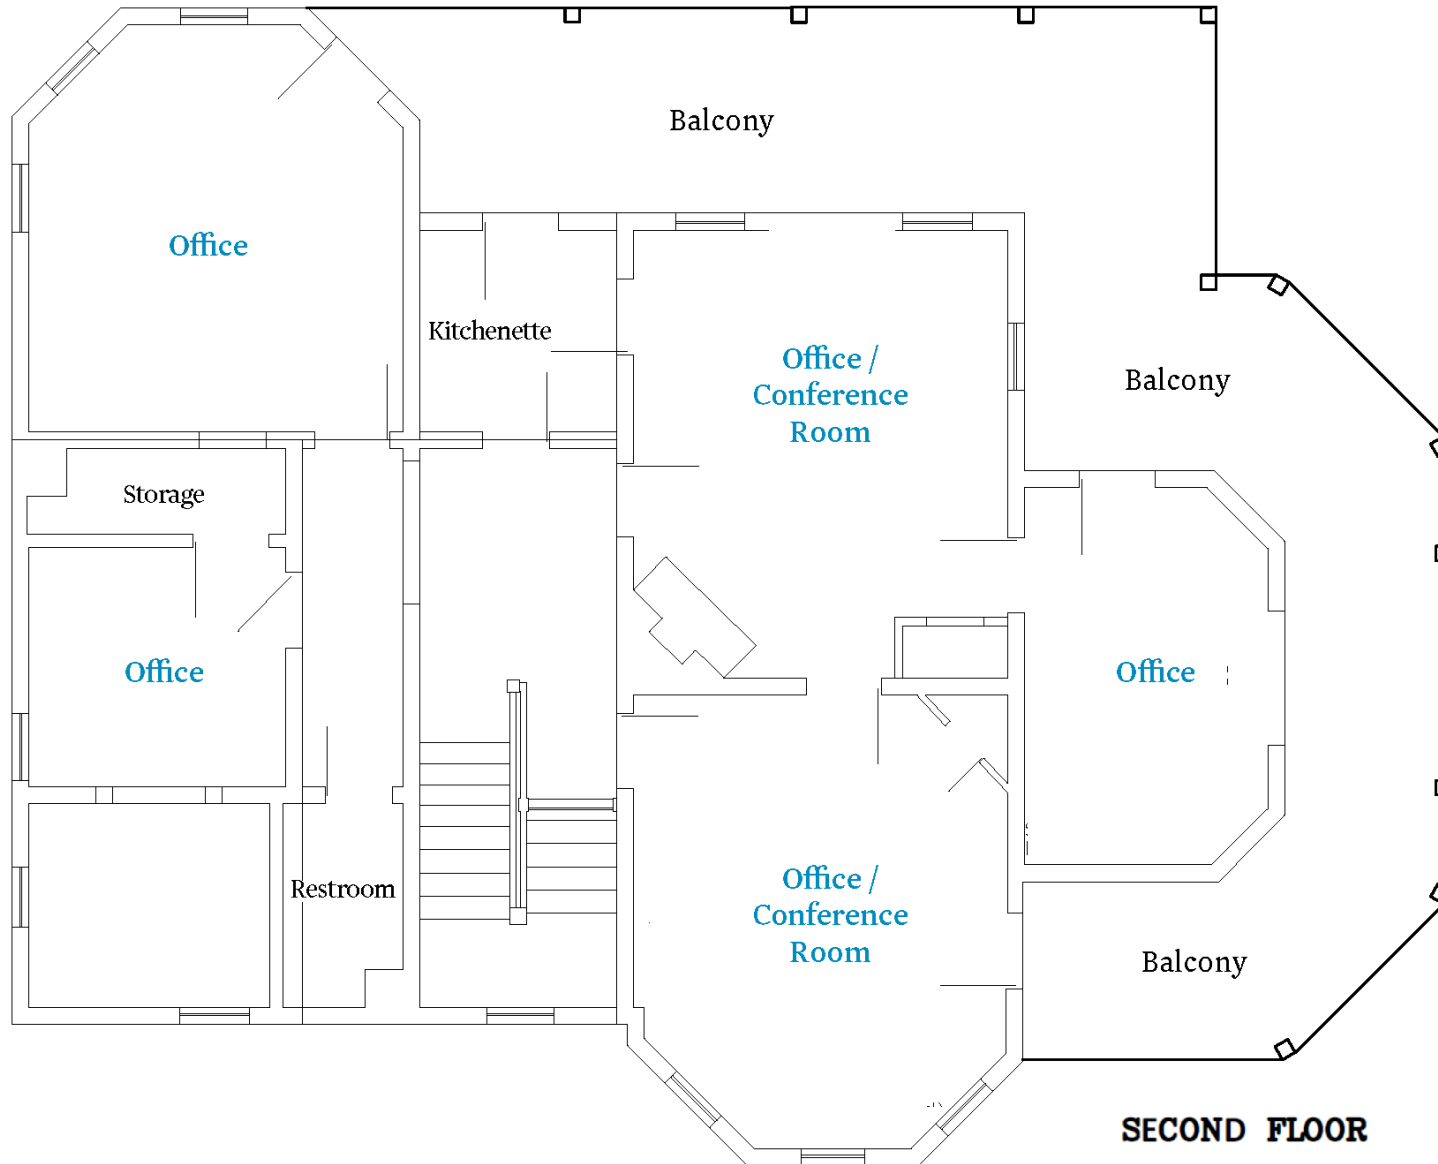 Balcony
Office
Kitchenette
Office /
Conference
Room
Balcony
Storage
Office
Office
Restroom
Office /
Conference
Room
Balcony
SECOND FLOOR